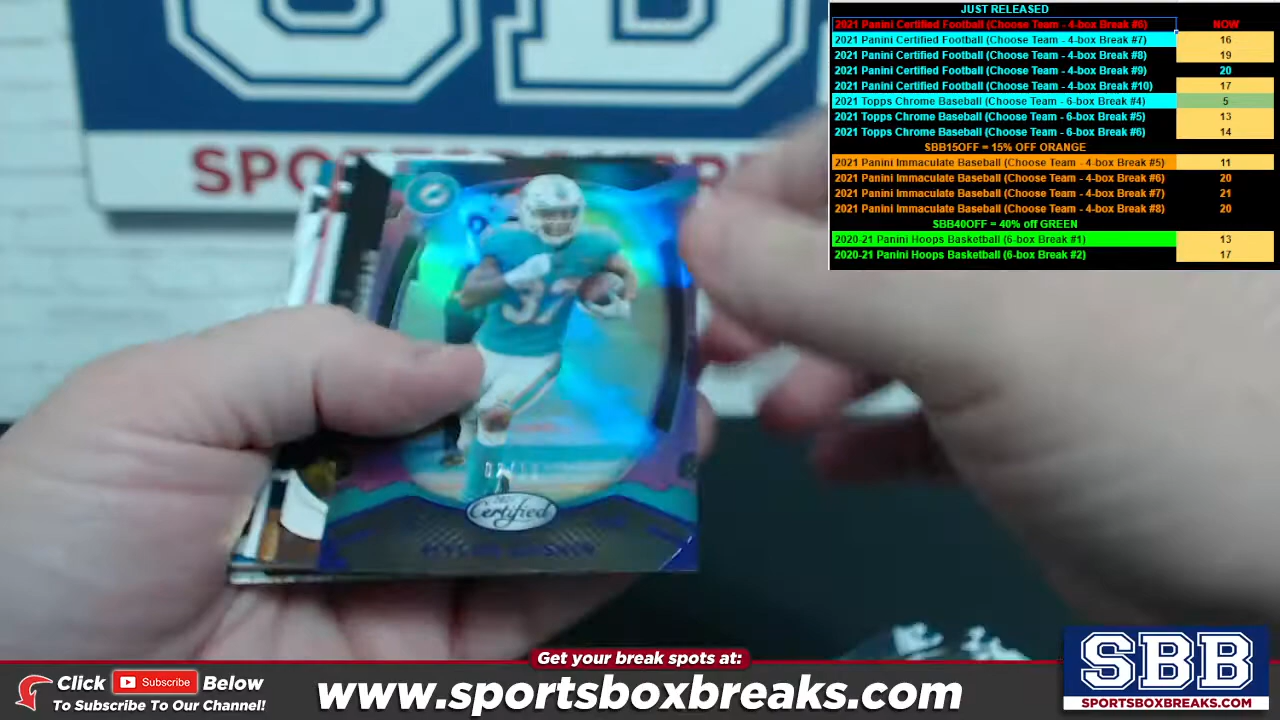 JUST RELEASED
2021 Panini Certified Football (Choose Team - 4-box Break #6) NOW
2021 Panini Certified Football (Choose Team - 4-box Break #7) 16
2021 Panini Certified Football (Choose Team - 4-box Break #8) 19
2021 Panini Certified Football (Choose Team - 4-box Break #9) 20
2021 Panini Certified Football (Choose Team - 4-box Break #10) 17
2021 Topps Chrome Baseball (Choose Team - 6-box Break #4) 5
2021 Topps Chrome Baseball (Choose Team - 6-box Break #5) 13
2021 Topps Chrome Baseball (Choose Team - 6-box Break #6) 14
SBB15OFF = 15% OFF ORANGE
2021 Panini Immaculate Baseball (Choose Team - 4-box Break #5) 11
2021 Panini Immaculate Baseball (Choose Team - 4-box Break #6) 20
2021 Panini Immaculate Baseball (Choose Team - 4-box Break #7) 21
2021 Panini Immaculate Baseball (Choose Team - 4-box Break #8) 20
SBB40OFF = 40% off GREEN
2020-21 Panini Hoops Basketball (6-box Break #1) 13
2020-21 Panini Hoops Basketball (6-box Break #2) 17
37
Certified
Get your break spots at:
Click Subscribe Below
To Subscribe To Our Channel!
www.sportsboxbreaks.com
SBB
SPORTSBOXBREAKS.COM